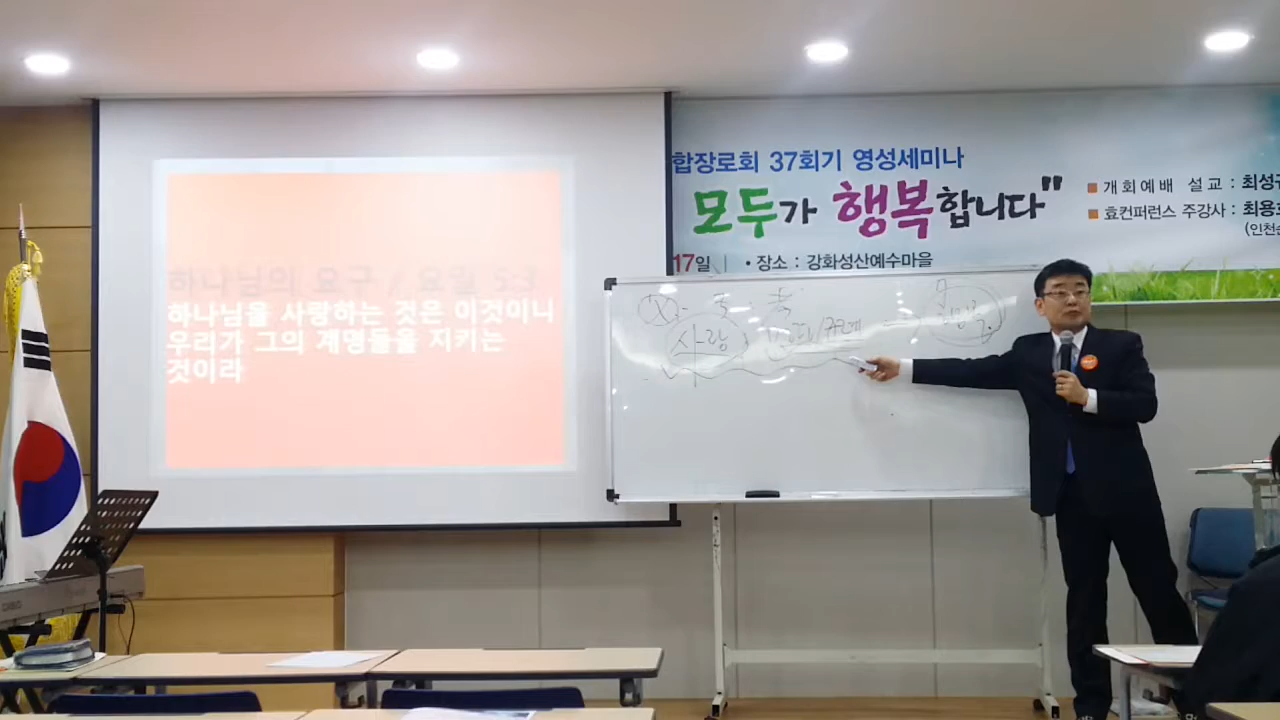 하나님의 요구 / 요일 5:3
하나님을 사랑하는 것은 이것이니
우리가 그의 계명들을 지키는
것이라
합장로회 37회기 영성세미나
모두가 행복합니다"
■ 개회예배 설교 : 최성규
■ 효컨퍼런스 주강사 : 최용호
(인천순
17일 | • 장소 : 강화성산예수마을
사랑
CASIO